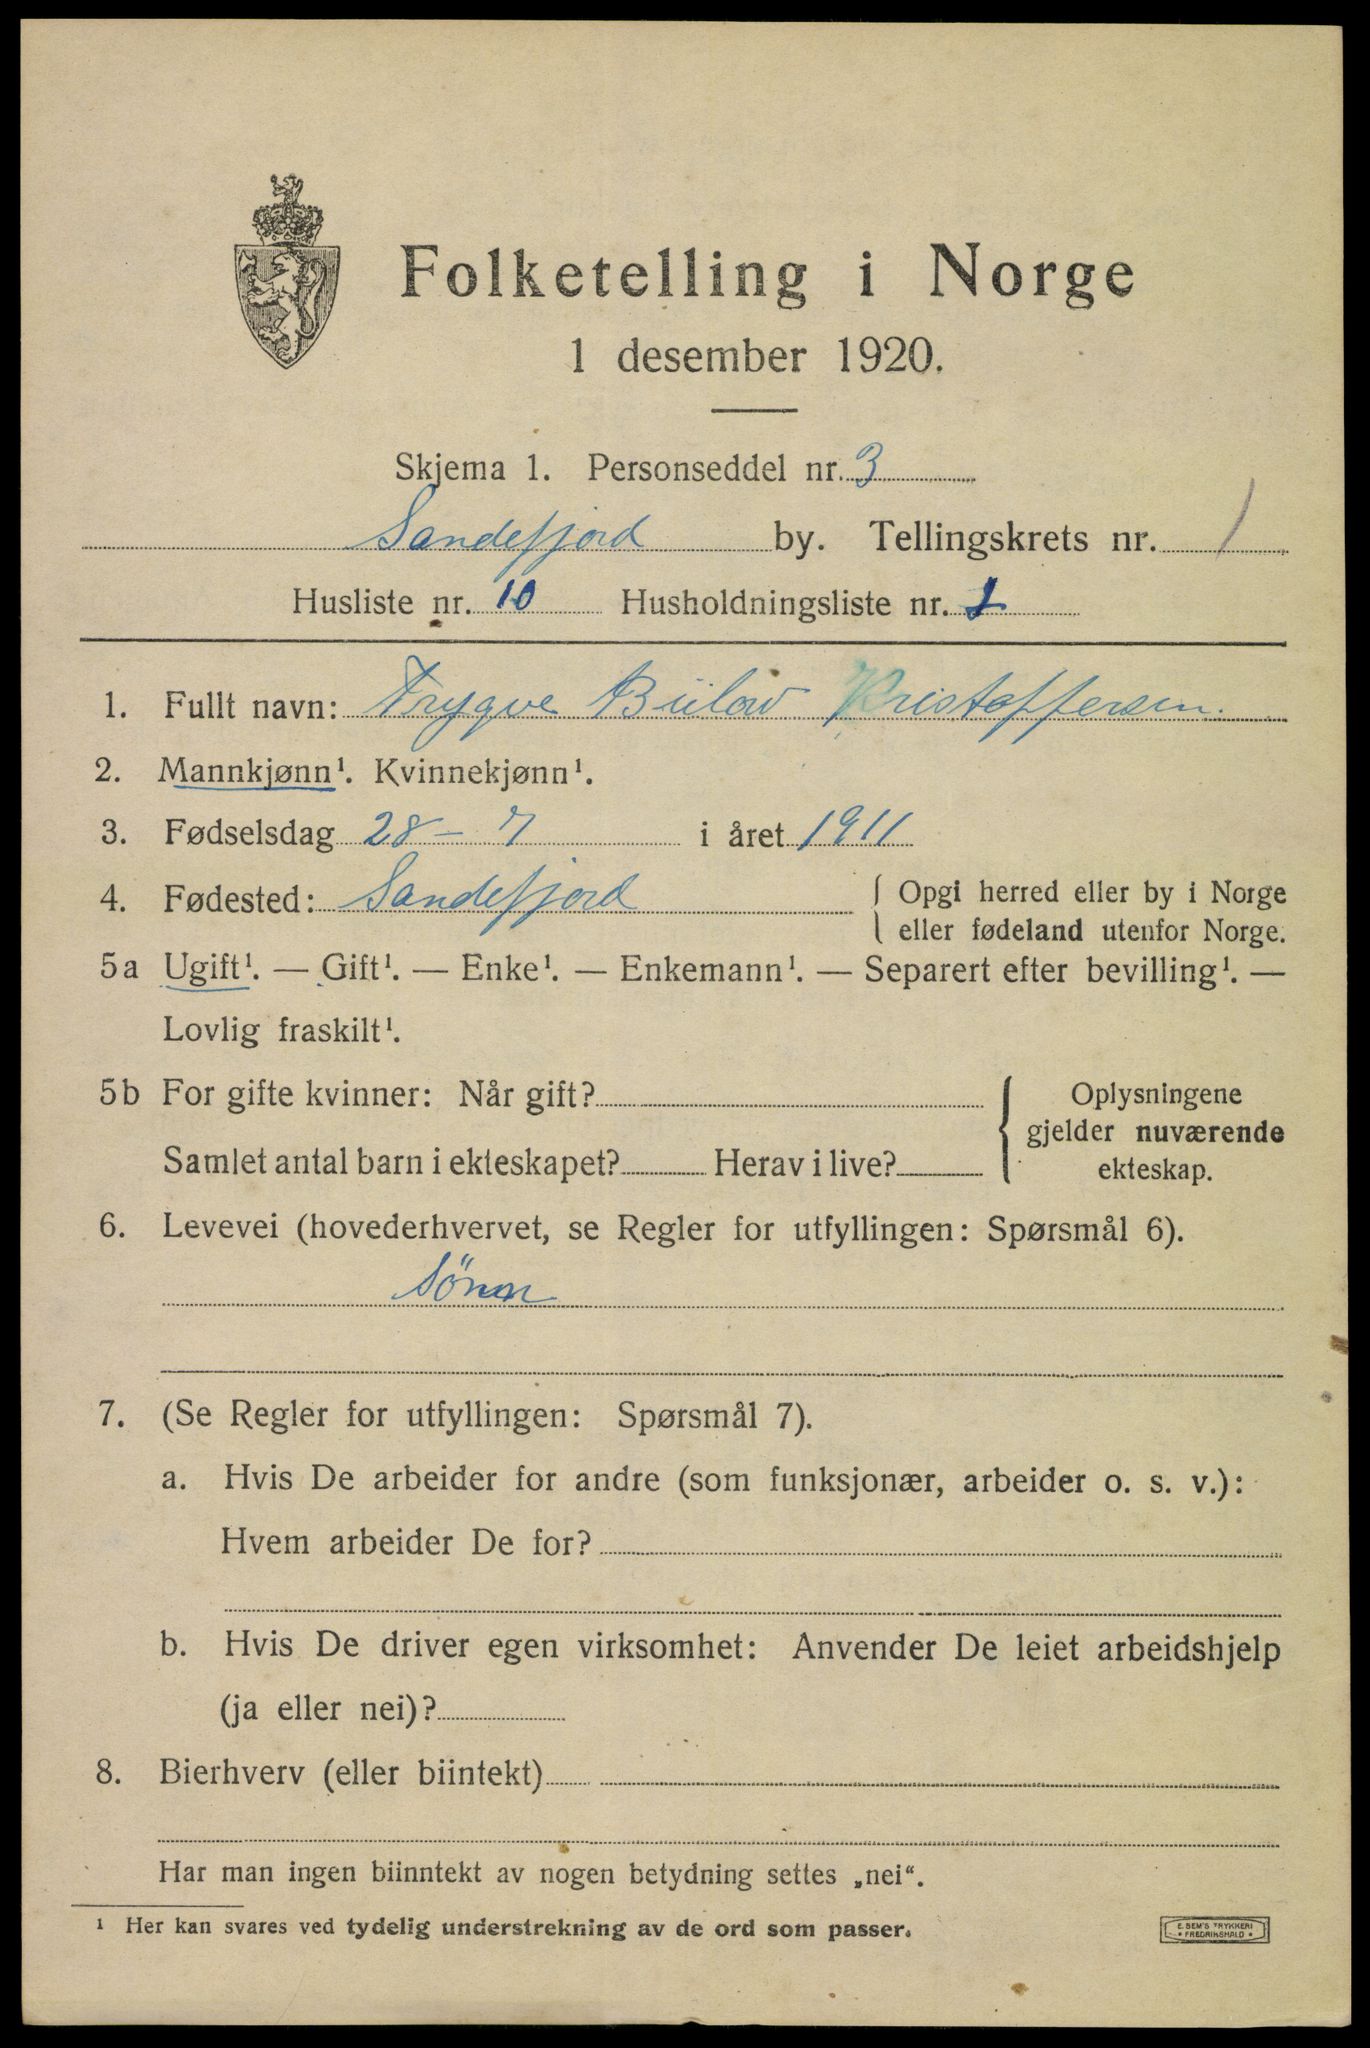 Folketelling i Norge
1 desember 1920.
Skjema 1. Personseddel nr. 3
Sandefjord by. Tellingskrets nr. 1
Husliste nr. 10 Husholdningsliste nr.
1. Fullt navn: Trygve Bülow Kristoffersen.
2. Mannkjønn¹. Kvinnekjønn¹.
3. Fødselsdag 28 – 7 i året 1911
4. Fødested: Sandefjord { Opgi herred eller by i Norge
eller fødeland utenfor Norge.
5a Ugift¹. — Gift¹. — Enke¹. — Enkemann¹. — Separert efter bevilling¹. —
Lovlig fraskilt¹.
5b For gifte kvinner: Når gift? { Oplysningene
gjelder nuværende
Samlet antal barn i ekteskapet? Herav i live? ekteskap.
6. Levevei (hovederhvervet, se Regler for utfyllingen: Spørsmål 6).
Sönn
7. (Se Regler for utfyllingen: Spørsmål 7).
a. Hvis De arbeider for andre (som funksjonær, arbeider o. s. v.):
Hvem arbeider De for?
b. Hvis De driver egen virksomhet: Anvender De leiet arbeidshjelp
(ja eller nei)?
8. Bierhverv (eller biintekt)
Har man ingen biinntekt av nogen betydning settes „nei“.
¹ Her kan svares ved tydelig understrekning av de ord som passer.
E. SEM'S TRYKKERI
* FREDRIKSHALD *